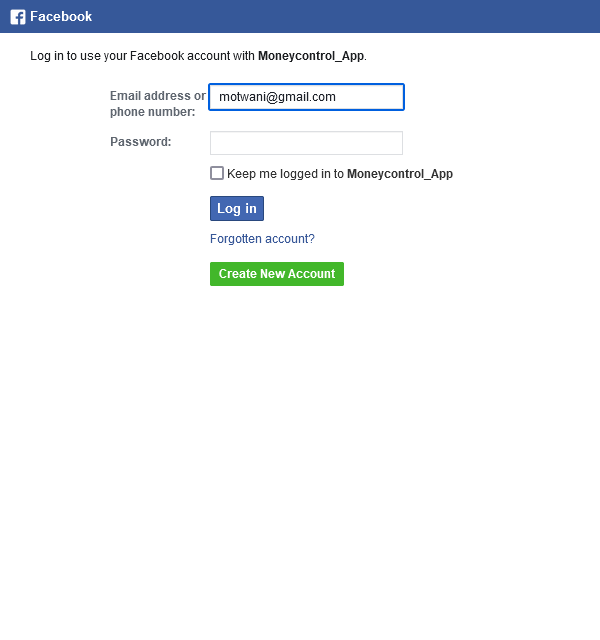 Facebook
Log in to use your Facebook account with Moneycontrol_App.
Email address or
phone number:
motwani@gmail.com
Password:
Keep me logged in to Moneycontrol_App
Log in
Forgotten account?
Create New Account